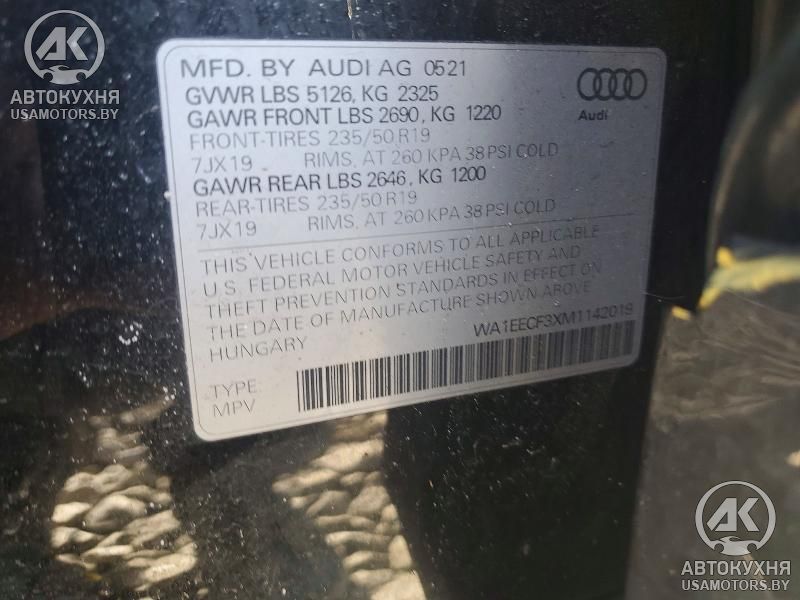 AK
АВТОКУХНЯ
USAMOTORS.BY
MFD. BY AUDI AG 0521
GVWR LBS 5126, KG 2325
GAWR FRONT LBS 2690, KG 1220
FRONT-TIRES 235/50 R19
7JX19 RIMS, AT 260 KPA 38 PSI COLD
GAWR REAR LBS 2646, KG 1200
REAR-TIRES 235/50 R19
7JX19 RIMS, AT 260 KPA 38 PSI COLD
Audi
THIS VEHICLE CONFORMS TO ALL APPLICABLE
U.S. FEDERAL MOTOR VEHICLE SAFETY AND
THEFT PREVENTION STANDARDS IN EFFECT ON
THE DATE OF MANUFACTURE SHOWN ABOVE
HUNGARY
WA1EECF3XM1142019
TYPE:
MPV
AK
АВТОКУХНЯ
USAMOTORS.BY